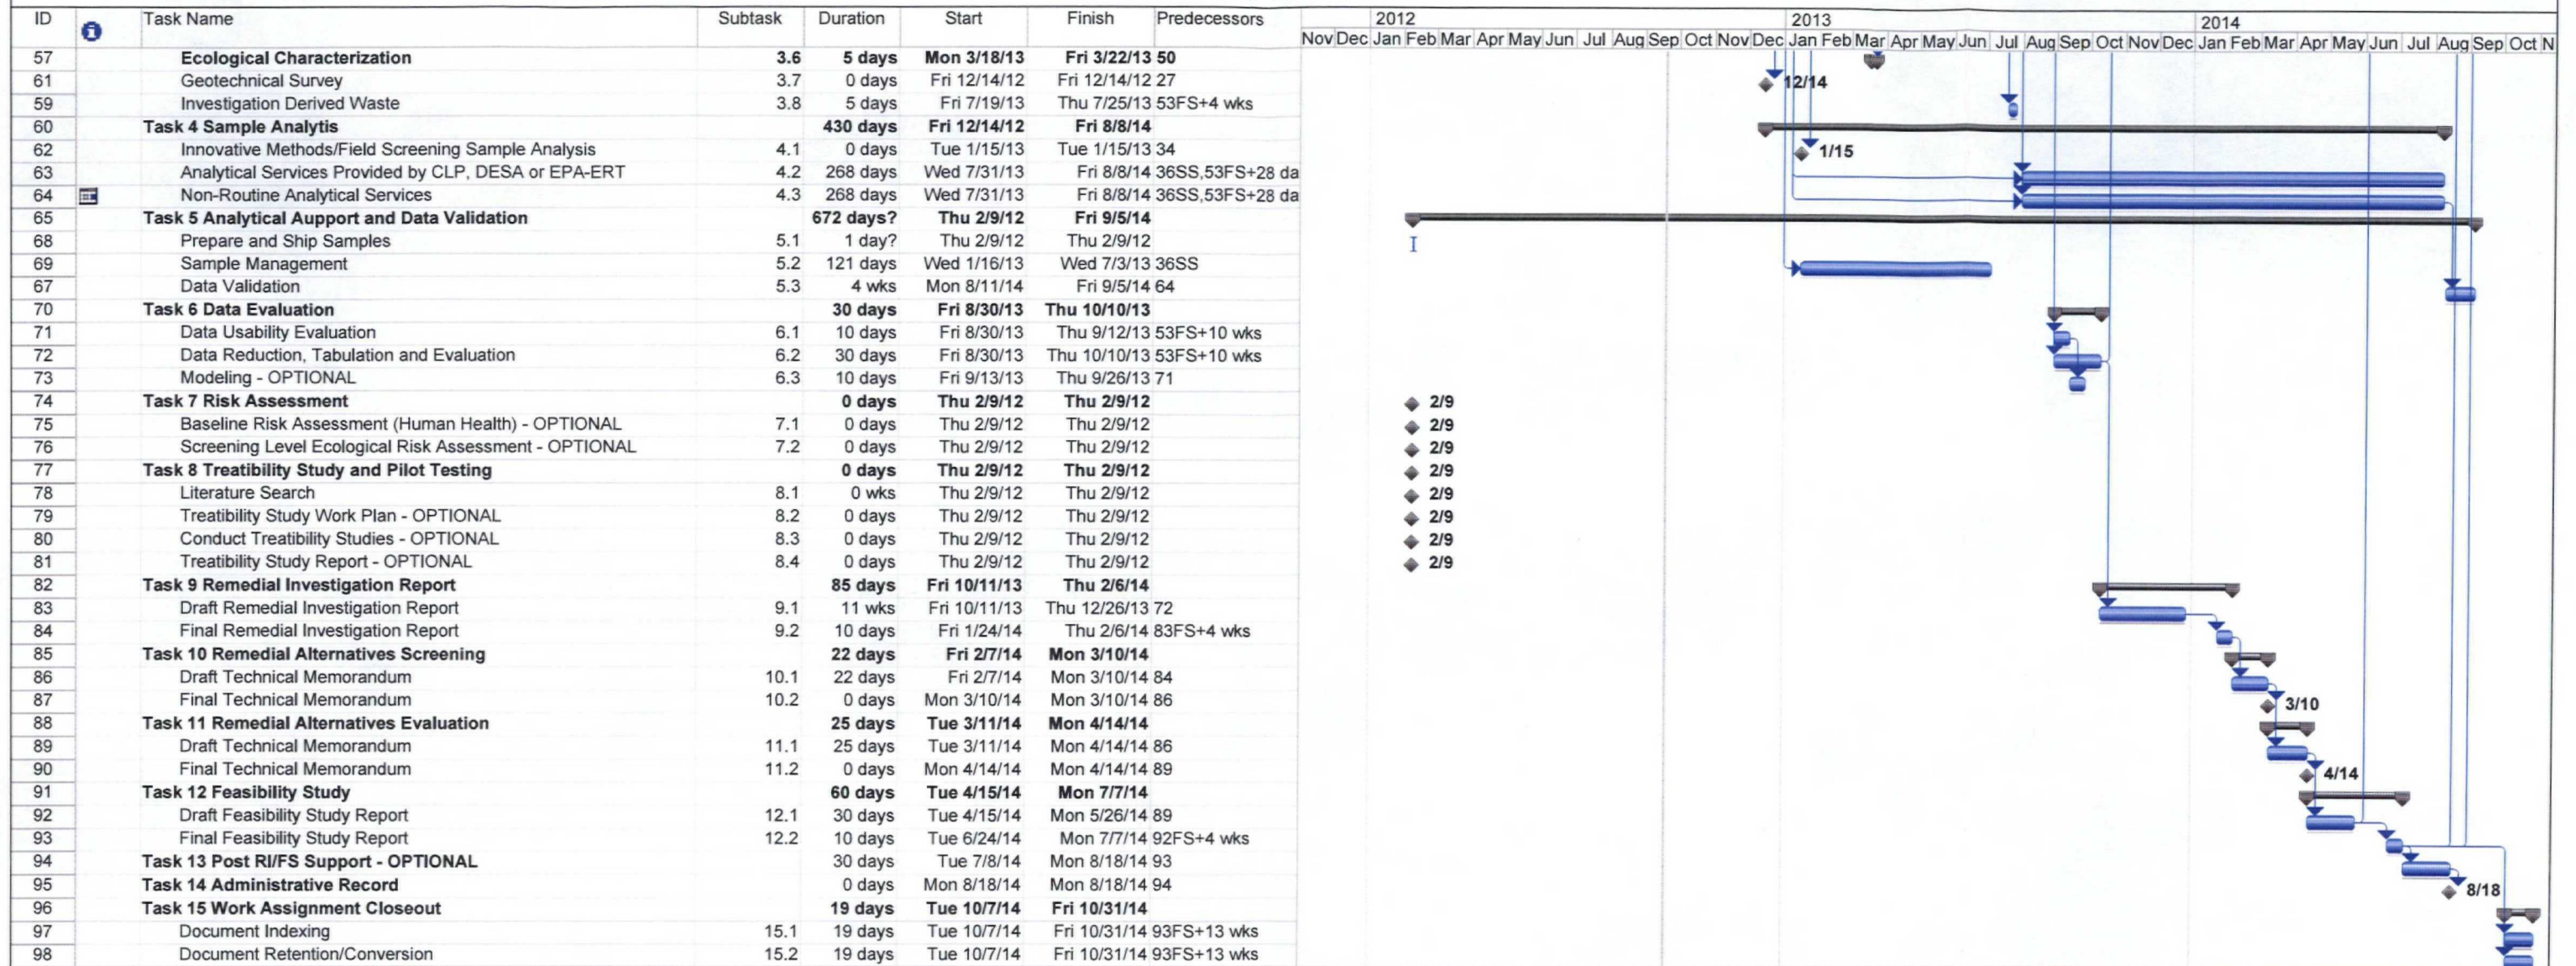 ID Task Name Subtask Duration Start Finish Predecessors 2012 2013 2014
Nov Dec Jan Feb Mar Apr May Jun Jul Aug Sep Oct Nov Dec Jan Feb Mar Apr May Jun Jul Aug Sep Oct Nov Dec Jan Feb Mar Apr May Jun Jul Aug Sep Oct N
57 Ecological Characterization 3.6 5 days Mon 3/18/13 Fri 3/22/13 50
61 Geotechnical Survey 3.7 0 days Fri 12/14/12 Fri 12/14/12 27 12/14
59 Investigation Derived Waste 3.8 5 days Fri 7/19/13 Thu 7/25/13 53FS+4 wks
60 Task 4 Sample Analytis 430 days Fri 12/14/12 Fri 8/8/14
62 Innovative Methods/Field Screening Sample Analysis 4.1 0 days Tue 1/15/13 Tue 1/15/13 34 1/15
63 Analytical Services Provided by CLP, DESA or EPA-ERT 4.2 268 days Wed 7/31/13 Fri 8/8/14 36SS,53FS+28 da
64 Non-Routine Analytical Services 4.3 268 days Wed 7/31/13 Fri 8/8/14 36SS,53FS+28 da
65 Task 5 Analytical Aupport and Data Validation 672 days? Thu 2/9/12 Fri 9/5/14
68 Prepare and Ship Samples 5.1 1 day? Thu 2/9/12 Thu 2/9/12
69 Sample Management 5.2 121 days Wed 1/16/13 Wed 7/3/13 36SS
67 Data Validation 5.3 4 wks Mon 8/11/14 Fri 9/5/14 64
70 Task 6 Data Evaluation 30 days Fri 8/30/13 Thu 10/10/13
71 Data Usability Evaluation 6.1 10 days Fri 8/30/13 Thu 9/12/13 53FS+10 wks
72 Data Reduction, Tabulation and Evaluation 6.2 30 days Fri 8/30/13 Thu 10/10/13 53FS+10 wks
73 Modeling - OPTIONAL 6.3 10 days Fri 9/13/13 Thu 9/26/13 71
74 Task 7 Risk Assessment 0 days Thu 2/9/12 Thu 2/9/12 2/9
75 Baseline Risk Assessment (Human Health) - OPTIONAL 7.1 0 days Thu 2/9/12 Thu 2/9/12 2/9
76 Screening Level Ecological Risk Assessment - OPTIONAL 7.2 0 days Thu 2/9/12 Thu 2/9/12 2/9
77 Task 8 Treatibility Study and Pilot Testing 0 days Thu 2/9/12 Thu 2/9/12 2/9
78 Literature Search 8.1 0 wks Thu 2/9/12 Thu 2/9/12 2/9
79 Treatibility Study Work Plan - OPTIONAL 8.2 0 days Thu 2/9/12 Thu 2/9/12 2/9
80 Conduct Treatibility Studies - OPTIONAL 8.3 0 days Thu 2/9/12 Thu 2/9/12 2/9
81 Treatibility Study Report - OPTIONAL 8.4 0 days Thu 2/9/12 Thu 2/9/12 2/9
82 Task 9 Remedial Investigation Report 85 days Fri 10/11/13 Thu 2/6/14
83 Draft Remedial Investigation Report 9.1 11 wks Fri 10/11/13 Thu 12/26/13 72
84 Final Remedial Investigation Report 9.2 10 days Fri 1/24/14 Thu 2/6/14 83FS+4 wks
85 Task 10 Remedial Alternatives Screening 22 days Fri 2/7/14 Mon 3/10/14
86 Draft Technical Memorandum 10.1 22 days Fri 2/7/14 Mon 3/10/14 84
87 Final Technical Memorandum 10.2 0 days Mon 3/10/14 Mon 3/10/14 86 3/10
88 Task 11 Remedial Alternatives Evaluation 25 days Tue 3/11/14 Mon 4/14/14
89 Draft Technical Memorandum 11.1 25 days Tue 3/11/14 Mon 4/14/14 86
90 Final Technical Memorandum 11.2 0 days Mon 4/14/14 Mon 4/14/14 89 4/14
91 Task 12 Feasibility Study 60 days Tue 4/15/14 Mon 7/7/14
92 Draft Feasibility Study Report 12.1 30 days Tue 4/15/14 Mon 5/26/14 89
93 Final Feasibility Study Report 12.2 10 days Tue 6/24/14 Mon 7/7/14 92FS+4 wks
94 Task 13 Post RI/FS Support - OPTIONAL 30 days Tue 7/8/14 Mon 8/18/14 93
95 Task 14 Administrative Record 0 days Mon 8/18/14 Mon 8/18/14 94 8/18
96 Task 15 Work Assignment Closeout 19 days Tue 10/7/14 Fri 10/31/14
97 Document Indexing 15.1 19 days Tue 10/7/14 Fri 10/31/14 93FS+13 wks
98 Document Retention/Conversion 15.2 19 days Tue 10/7/14 Fri 10/31/14 93FS+13 wks